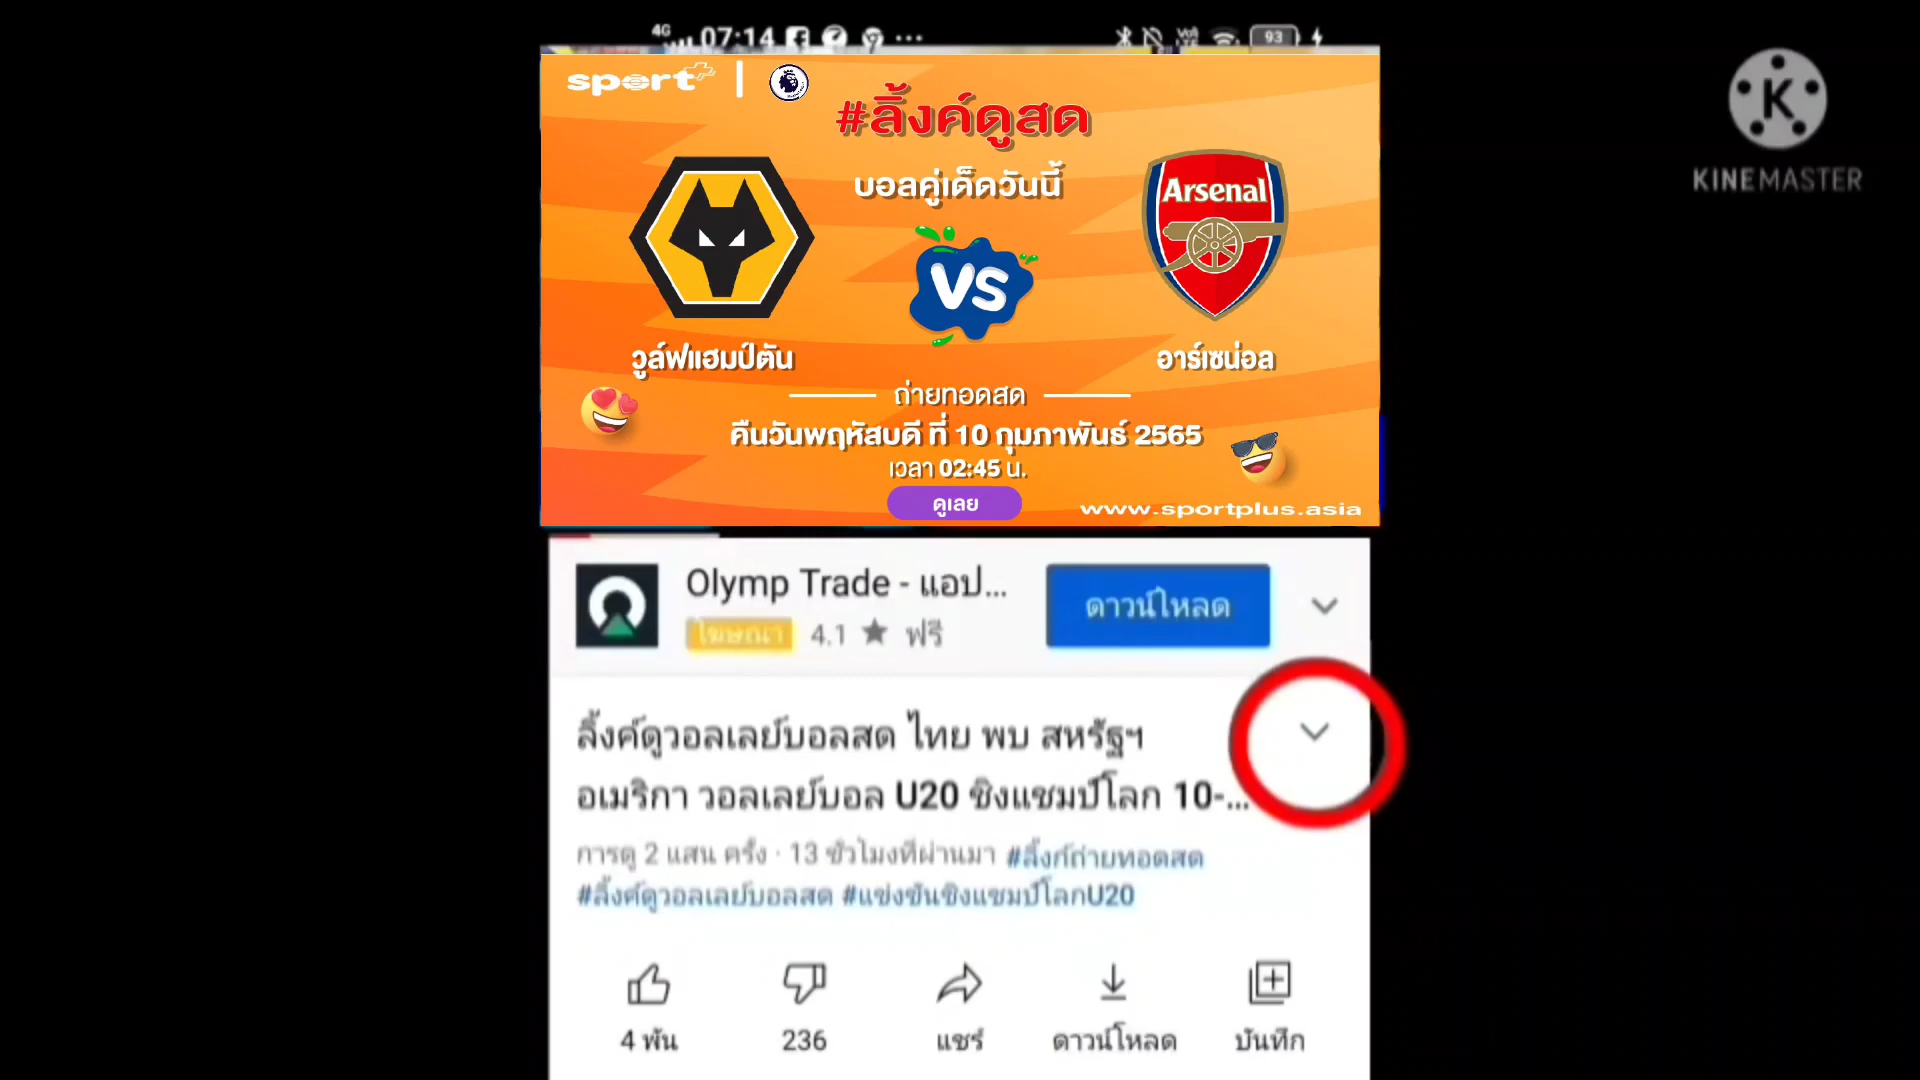 4G 07:14 93
sport
#ลิ้งค์ดูสด
บอลคู่เด็ดวันนี้
Arsenal
VS
วูล์ฟแฮมป์ตัน
อาร์เซน่อล
ถ่ายทอดสด
คืนวันพฤหัสบดี ที่ 10 กุมภาพันธ์ 2565
เวลา 02:45 น.
ดูเลย
www.sportplus.asia
K
KINEMASTER
Olymp Trade - แอป...
โฆษณา 4.1 ★ ฟรี
ดาวน์โหลด
ลิ้งค์ดูวอลเลย์บอลสด ไทย พบ สหรัฐฯ
อเมริกา วอลเลย์บอล U20 ชิงแชมป์โลก 10-...
การดู 2 แสน ครั้ง · 13 ชั่วโมงที่ผ่านมา #ลิ้งก์ถ่ายทอดสด
#ลิ้งค์ดูวอลเลย์บอลสด #แข่งขันชิงแชมป์โลกU20
4 พัน 236 แชร์ ดาวน์โหลด บันทึก